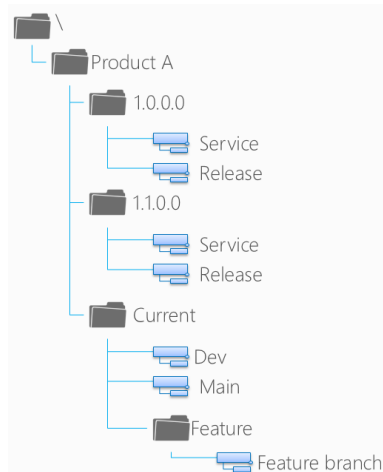 \
Product A
1.0.0.0
Service
Release
1.1.0.0
Service
Release
Current
Dev
Main
Feature
Feature branch